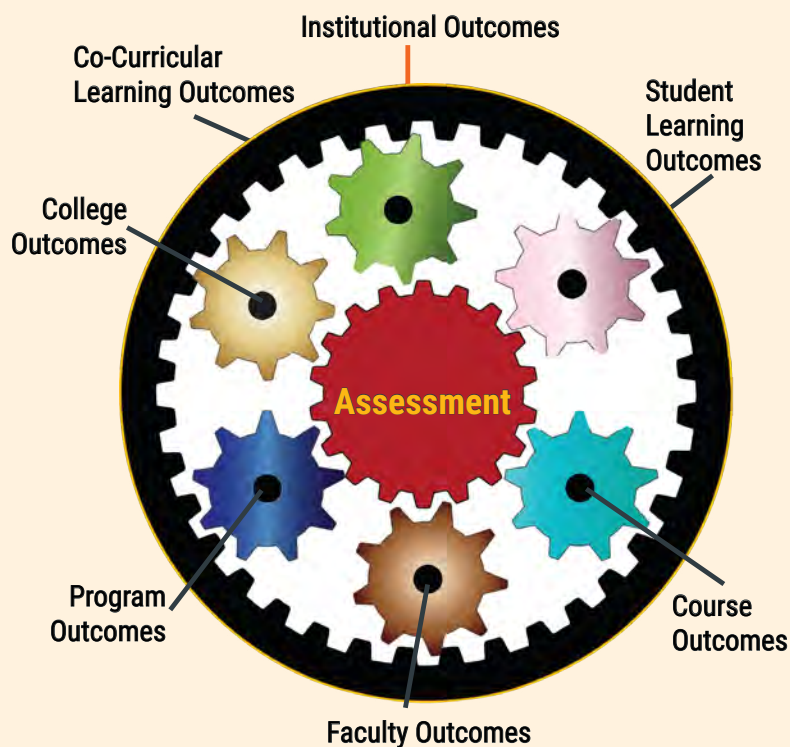 Institutional Outcomes
Co-Curricular
Learning Outcomes
Student
Learning
Outcomes
College
Outcomes
Assessment
Program
Outcomes
Course
Outcomes
Faculty Outcomes